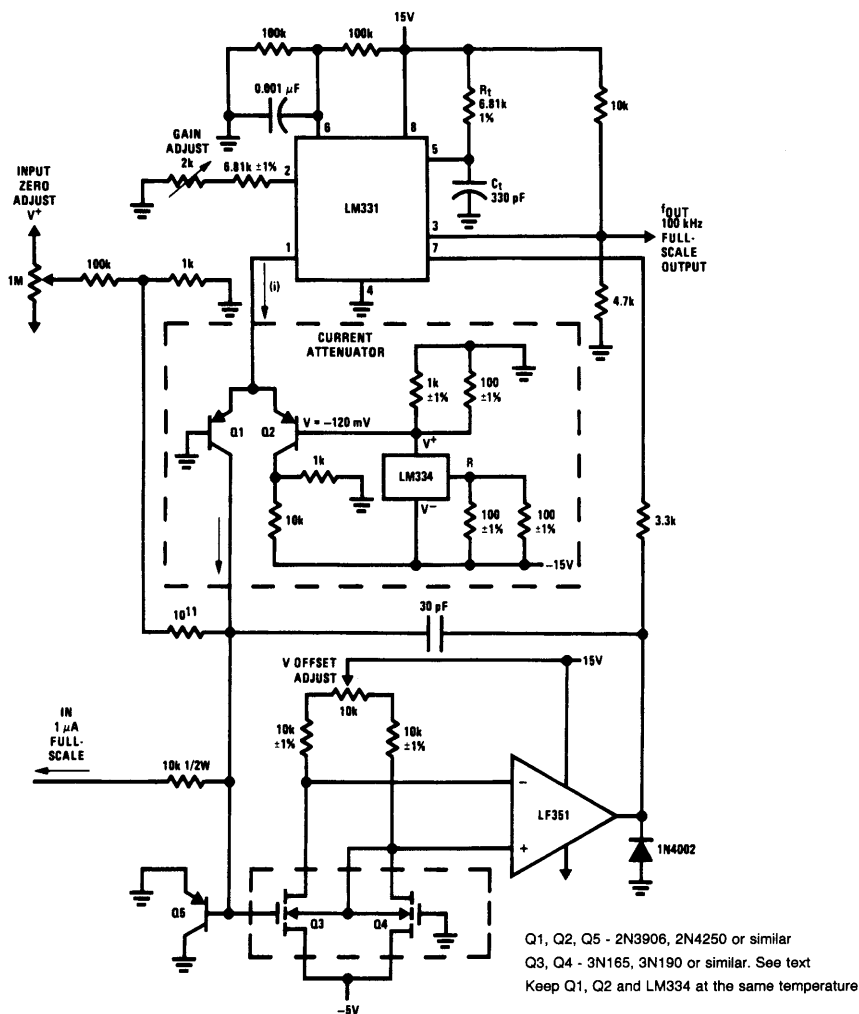 15V
100k
100k
0.001 µF
Rt
6.81k
1%
10k
6
8
5
GAIN
ADJUST
2k
6.81k ±1%
2
LM331
Ct
330 pF
INPUT
ZERO
ADJUST
V+
1M
100k
1k
1
(i)
4
3
7
fOUT
100 kHz
FULL-
SCALE
OUTPUT
4.7k
CURRENT
ATTENUATOR
1k
±1%
100
±1%
Q1
Q2
V = −120 mV
V+
LM334
R
V−
1k
10k
100
±1%
100
±1%
−15V
3.3k
10¹¹
30 pF
V OFFSET
ADJUST
10k
15V
10k
±1%
10k
±1%
IN
1 µA
FULL-
SCALE
10k 1/2W
−
LF351
+
1N4002
Q5
Q3
Q4
−5V
Q1, Q2, Q5 - 2N3906, 2N4250 or similar
Q3, Q4 - 3N165, 3N190 or similar. See text
Keep Q1, Q2 and LM334 at the same temperature